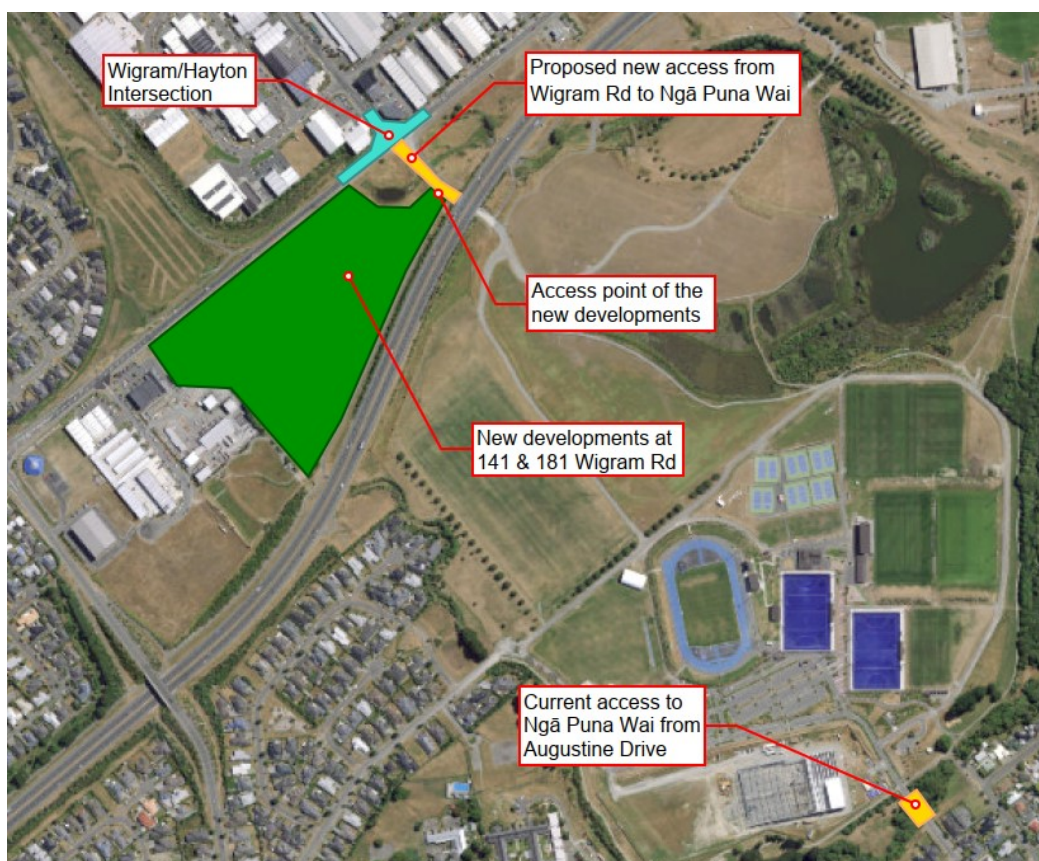 Wigram/Hayton
Intersection
Proposed new access from
Wigram Rd to Ngā Puna Wai
Access point of the
new developments
New developments at
141 & 181 Wigram Rd
Current access to
Ngā Puna Wai from
Augustine Drive